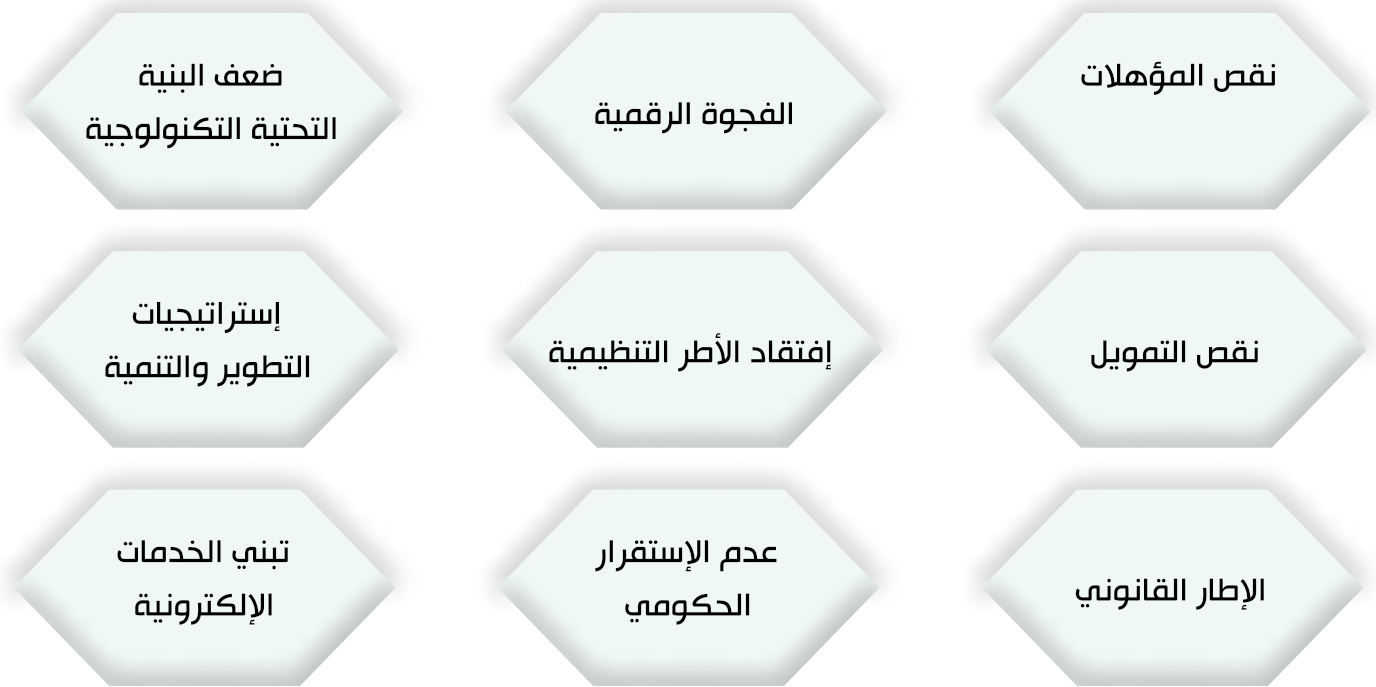 نقص المؤهلات
الفجوة الرقمية
ضعف البنية
التحتية التكنولوجية
نقص التمويل
إفتقاد الأطر التنظيمية
إستراتيجيات
التطوير والتنمية
الإطار القانوني
عدم الإستقرار
الحكومي
تبني الخدمات
الإلكترونية